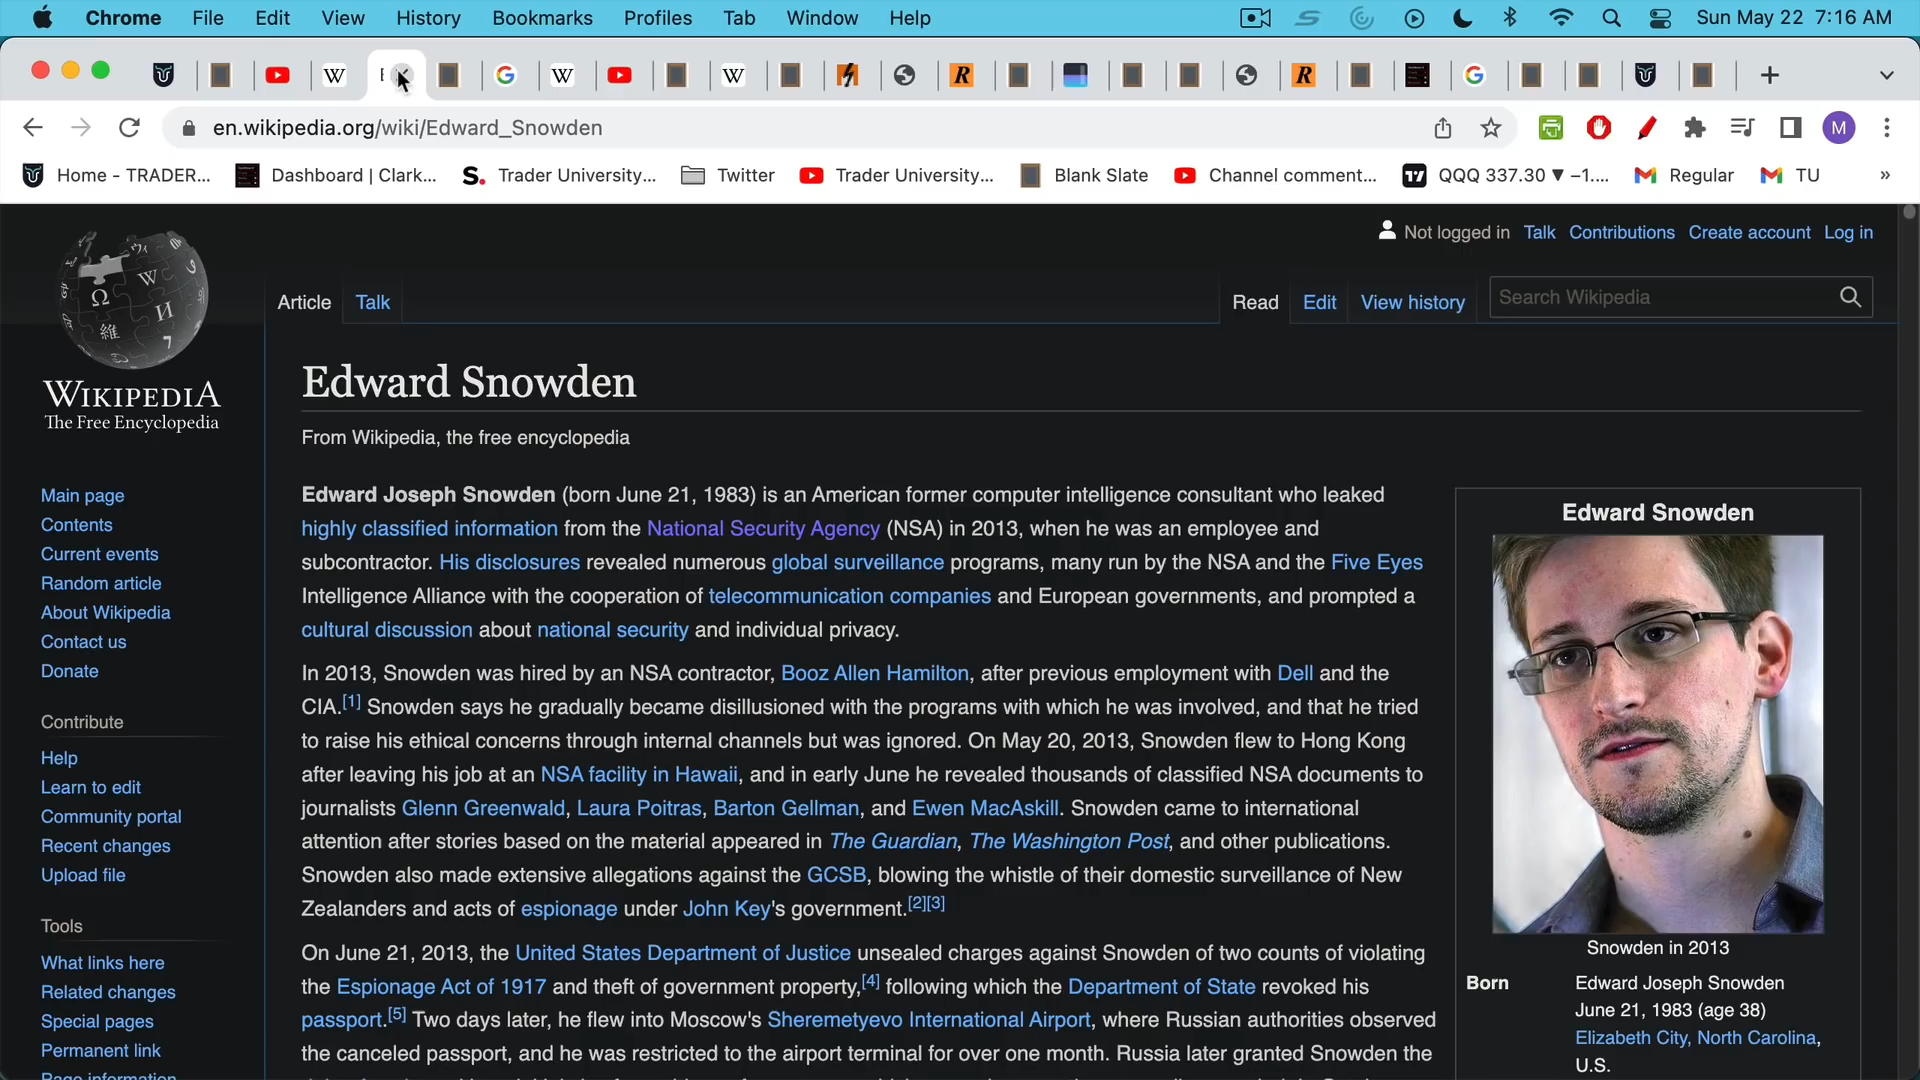 Chrome File Edit View History Bookmarks Profiles Tab Window Help Sun May 22 7:16 AM
en.wikipedia.org/wiki/Edward_Snowden M
Home - TRADER... Dashboard | Clark... Trader University... Twitter Trader University... Blank Slate Channel comment... QQQ 337.30 ▼ −1.... Regular TU »
Not logged in Talk Contributions Create account Log in
Article Talk Read Edit View history Search Wikipedia
WIKIPEDIA
The Free Encyclopedia
Main page
Contents
Current events
Random article
About Wikipedia
Contact us
Donate
Contribute
Help
Learn to edit
Community portal
Recent changes
Upload file
Tools
What links here
Related changes
Special pages
Permanent link
Page information
Edward Snowden
From Wikipedia, the free encyclopedia
Edward Joseph Snowden (born June 21, 1983) is an American former computer intelligence consultant who leaked
highly classified information from the National Security Agency (NSA) in 2013, when he was an employee and
subcontractor. His disclosures revealed numerous global surveillance programs, many run by the NSA and the Five Eyes
Intelligence Alliance with the cooperation of telecommunication companies and European governments, and prompted a
cultural discussion about national security and individual privacy.
In 2013, Snowden was hired by an NSA contractor, Booz Allen Hamilton, after previous employment with Dell and the
CIA.[1] Snowden says he gradually became disillusioned with the programs with which he was involved, and that he tried
to raise his ethical concerns through internal channels but was ignored. On May 20, 2013, Snowden flew to Hong Kong
after leaving his job at an NSA facility in Hawaii, and in early June he revealed thousands of classified NSA documents to
journalists Glenn Greenwald, Laura Poitras, Barton Gellman, and Ewen MacAskill. Snowden came to international
attention after stories based on the material appeared in The Guardian, The Washington Post, and other publications.
Snowden also made extensive allegations against the GCSB, blowing the whistle of their domestic surveillance of New
Zealanders and acts of espionage under John Key's government.[2][3]
On June 21, 2013, the United States Department of Justice unsealed charges against Snowden of two counts of violating
the Espionage Act of 1917 and theft of government property,[4] following which the Department of State revoked his
passport.[5] Two days later, he flew into Moscow's Sheremetyevo International Airport, where Russian authorities observed
the canceled passport, and he was restricted to the airport terminal for over one month. Russia later granted Snowden the
Edward Snowden
Snowden in 2013
Born Edward Joseph Snowden
June 21, 1983 (age 38)
Elizabeth City, North Carolina,
U.S.